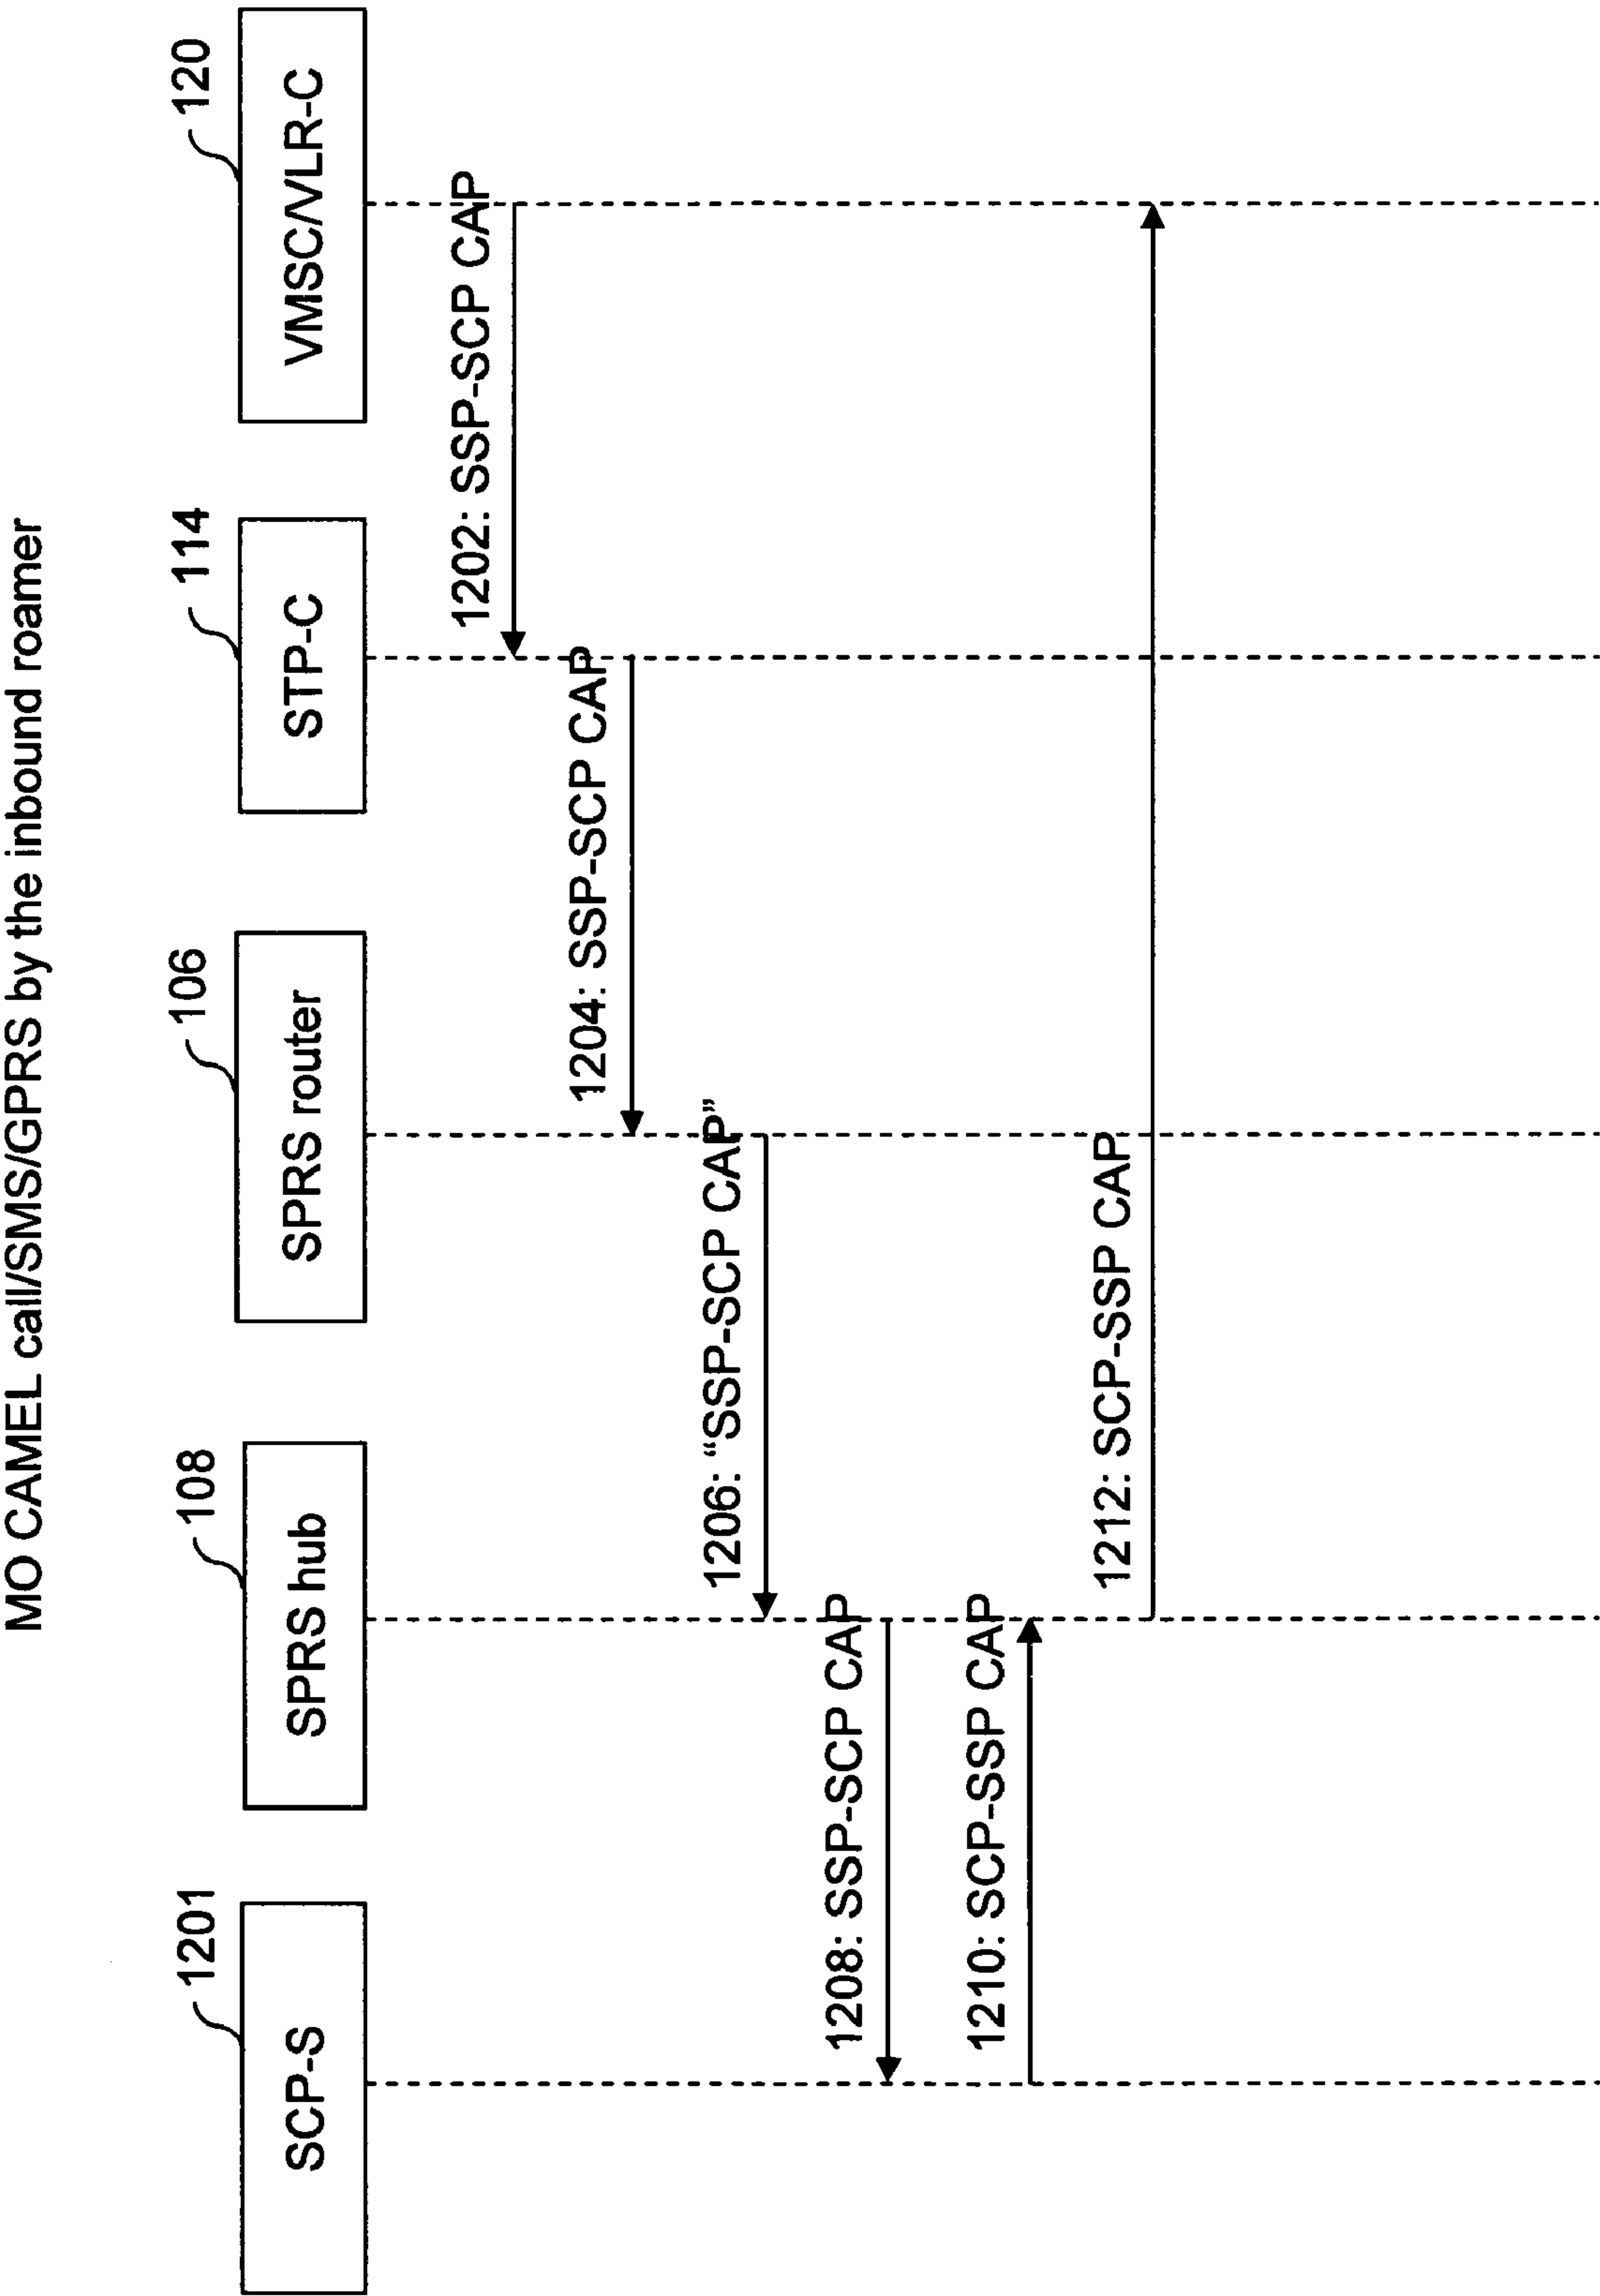 MO CAMEL call/SMS/GPRS by the inbound roamer
1201
108
106
114
120
SCP-S
SPRS hub
SPRS router
STP-C
VMSC/VLR-C
1202: SSP-SCP CAP
1204: SSP-SCP CAP
1206: “SSP-SCP CAP”
1208: SSP-SCP CAP
1210: SCP-SSP CAP
1212: SCP-SSP CAP